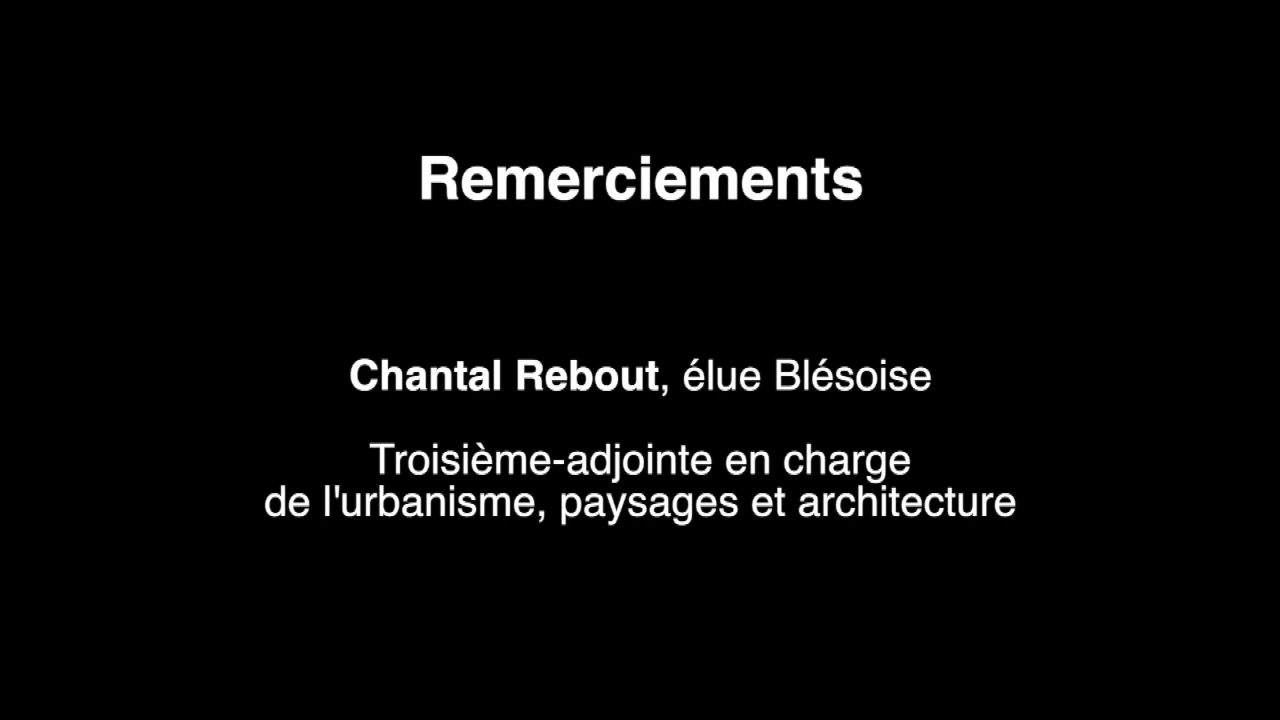 Remerciements
Chantal Rebout, élue Blésoise
Troisième-adjointe en charge
de l'urbanisme, paysages et architecture